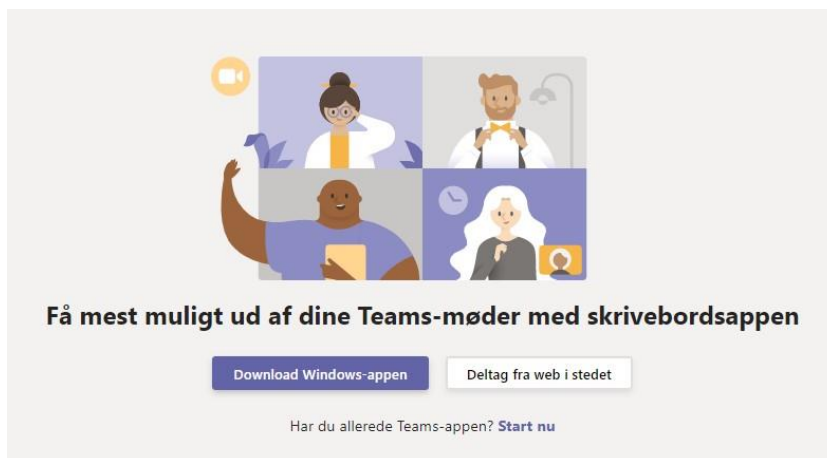 Få mest muligt ud af dine Teams-møder med skrivebordsappen
Download Windows-appen
Deltag fra web i stedet
Har du allerede Teams-appen? Start nu